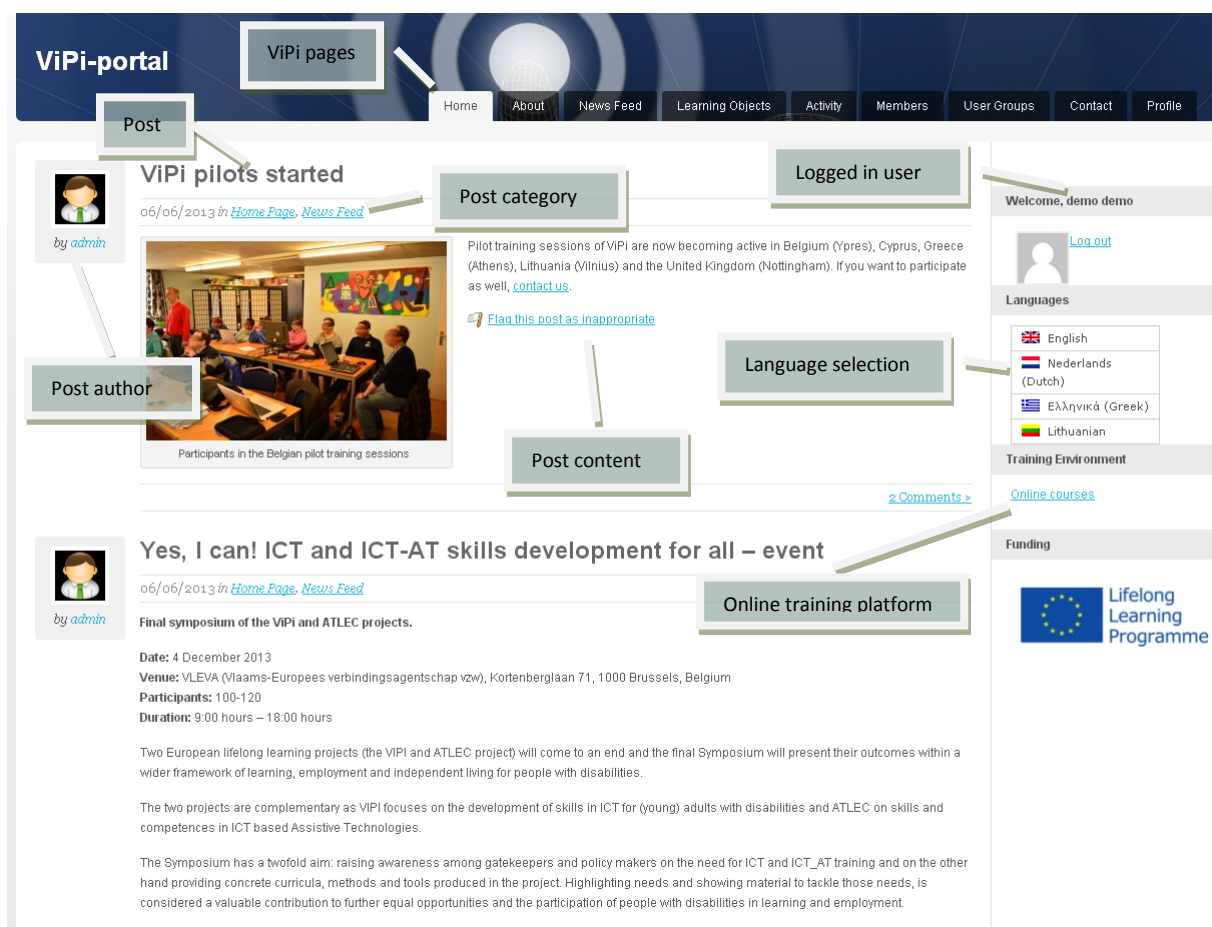 ViPi-portal
ViPi pages
Home About News Feed Learning Objects Activity Members User Groups Contact Profile
Post
ViPi pilots started
Logged in user
Post category
06/06/2013 in Home Page, News Feed
by admin
Pilot training sessions of ViPi are now becoming active in Belgium (Ypres), Cyprus, Greece
(Athens), Lithuania (Vilnius) and the United Kingdom (Nottingham). If you want to participate
as well, contact us.
Flag this post as inappropriate
Post author
Participants in the Belgian pilot training sessions
Post content
2 Comments »
Welcome, demo demo
Log out
Languages
Language selection
English
Nederlands
(Dutch)
Ελληνικά (Greek)
Lithuanian
Training Environment
Online courses
Funding
Lifelong
Learning
Programme
Online training platform
Yes, I can! ICT and ICT-AT skills development for all – event
06/06/2013 in Home Page, News Feed
by admin
Final symposium of the ViPi and ATLEC projects.
Date: 4 December 2013
Venue: VLEVA (Vlaams-Europees verbindingsagentschap vzw), Kortenberglaan 71, 1000 Brussels, Belgium
Participants: 100-120
Duration: 9:00 hours – 18:00 hours
Two European lifelong learning projects (the VIPI and ATLEC project) will come to an end and the final Symposium will present their outcomes within a
wider framework of learning, employment and independent living for people with disabilities.
The two projects are complementary as VIPI focuses on the development of skills in ICT for (young) adults with disabilities and ATLEC on skills and
competences in ICT based Assistive Technologies.
The Symposium has a twofold aim: raising awareness among gatekeepers and policy makers on the need for ICT and ICT_AT training and on the other
hand providing concrete curricula, methods and tools produced in the project. Highlighting needs and showing material to tackle those needs, is
considered a valuable contribution to further equal opportunities and the participation of people with disabilities in learning and employment.